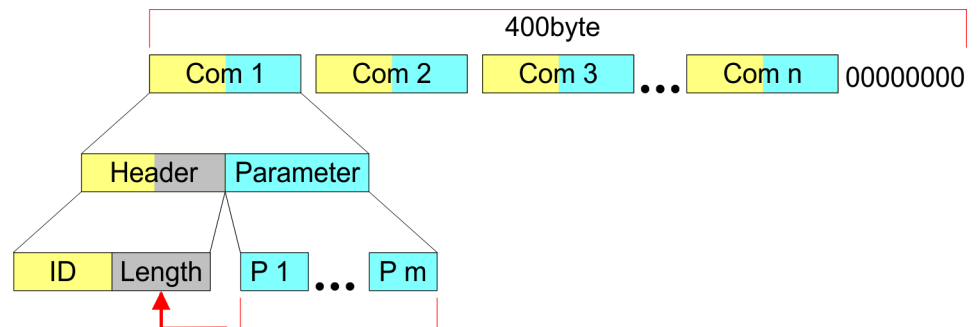 400byte
Com 1 Com 2 Com 3 ... Com n 00000000
Header Parameter
ID Length P 1 ... P m